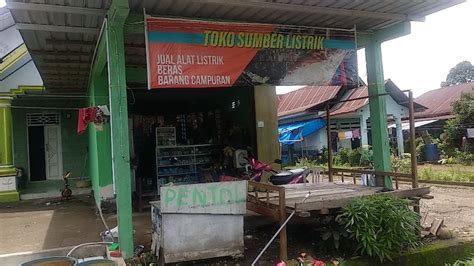 TOKO SUMBER LISTRIK
JUAL ALAT LISTRIK
BERAS
BARANG CAMPURAN
PENTOL